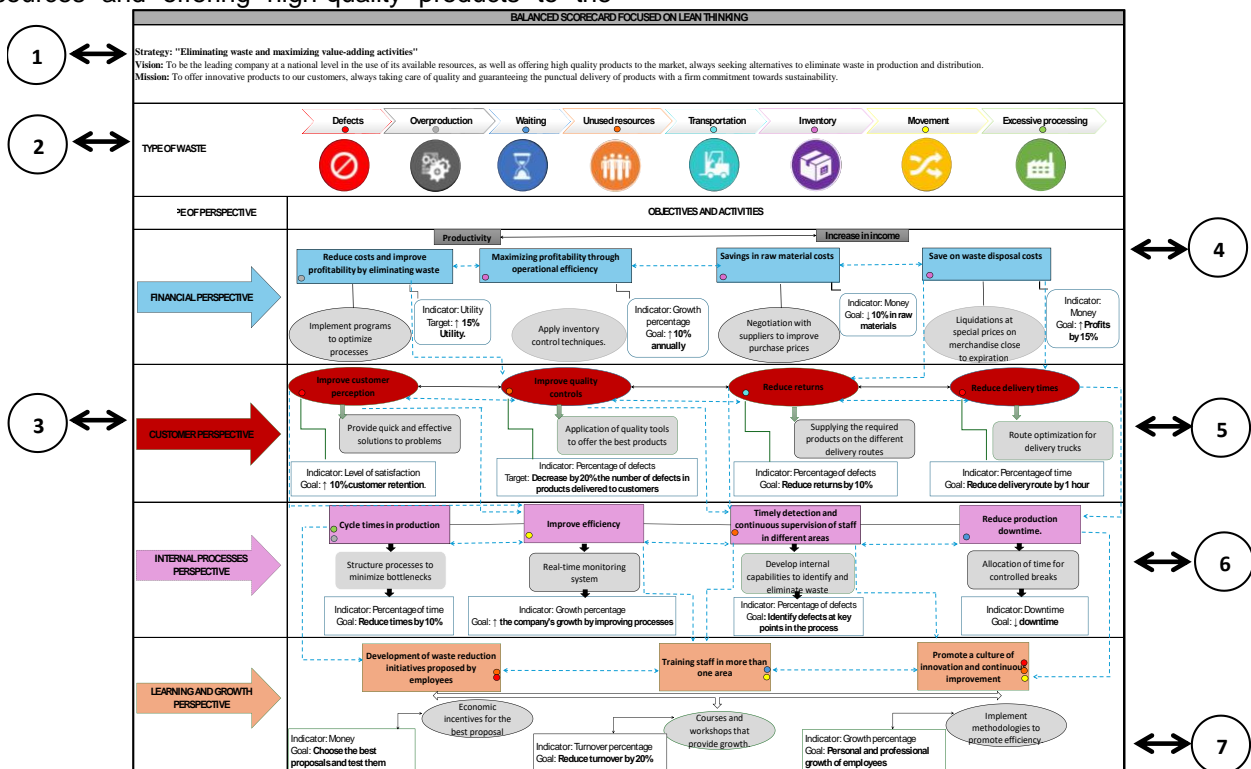 sources and offering high-quality products to the
BALANCED SCORECARD FOCUSED ON LEAN THINKING
1
Strategy: "Eliminating waste and maximizing value-adding activities"
Vision: To be the leading company at a national level in the use of its available resources, as well as offering high quality products to the market, always seeking alternatives to eliminate waste in production and distribution.
Mission: To offer innovative products to our customers, always taking care of quality and guaranteeing the punctual delivery of products with a firm commitment towards sustainability.
2
TYPE OF WASTE
Defects
Overproduction
Waiting
Unused resources
Transportation
Inventory
Movement
Excessive processing
PE OF PERSPECTIVE
OBJECTIVES AND ACTIVITIES
4
Productivity
Increase in income
FINANCIAL PERSPECTIVE
Reduce costs and improve
profitability by eliminating waste
Maximizing profitability through
operational efficiency
Savings in raw material costs
Save on waste disposal costs
Implement programs
to optimize
processes
Indicator: Utility
Target: ↑ 15%
Utility.
Apply inventory
control techniques.
Indicator: Growth
percentage
Goal: ↑ 10%
annually
Negotiation with
suppliers to improve
purchase prices
Indicator: Money
Goal: ↓ 10% in raw
materials
Liquidations at
special prices on
merchandise close
to expiration
Indicator:
Money
Goal: ↑ Profits
by 15%
3
CUSTOMER PERSPECTIVE
5
Improve customer
perception
Improve quality
controls
Reduce returns
Reduce delivery times
Provide quick and effective
solutions to problems
Application of quality tools
to offer the best products
Supplying the required
products on the different
delivery routes
Route optimization for
delivery trucks
Indicator: Level of satisfaction
Goal: ↑ 10% customer retention.
Indicator: Percentage of defects
Target: Decrease by 20% the number of defects in
products delivered to customers
Indicator: Percentage of defects
Goal: Reduce returns by 10%
Indicator: Percentage of time
Goal: Reduce delivery route by 1 hour
INTERNAL PROCESSES
PERSPECTIVE
6
Cycle times in production
Improve efficiency
Timely detection and
continuous supervision of staff
in different areas
Reduce production
downtime.
Structure processes to
minimize bottlenecks
Real-time monitoring
system
Develop internal
capabilities to identify and
eliminate waste
Allocation of time for
controlled breaks
Indicator: Percentage of time
Goal: Reduce times by 10%
Indicator: Growth percentage
Goal: ↑ the company's growth by improving processes
Indicator: Percentage of defects
Goal: Identify defects at key
points in the process
Indicator: Downtime
Goal: ↓ downtime
LEARNING AND GROWTH
PERSPECTIVE
7
Development of waste reduction
initiatives proposed by
employees
Training staff in more than
one area
Promote a culture of
innovation and continuous
improvement
Economic
incentives for the
best proposal
Courses and
workshops that
provide growth.
Implement
methodologies to
promote efficiency.
Indicator: Money
Goal: Choose the best
proposals and test them
Indicator: Turnover percentage
Goal: Reduce turnover by 20%
Indicator: Growth percentage
Goal: Personal and professional
growth of employees